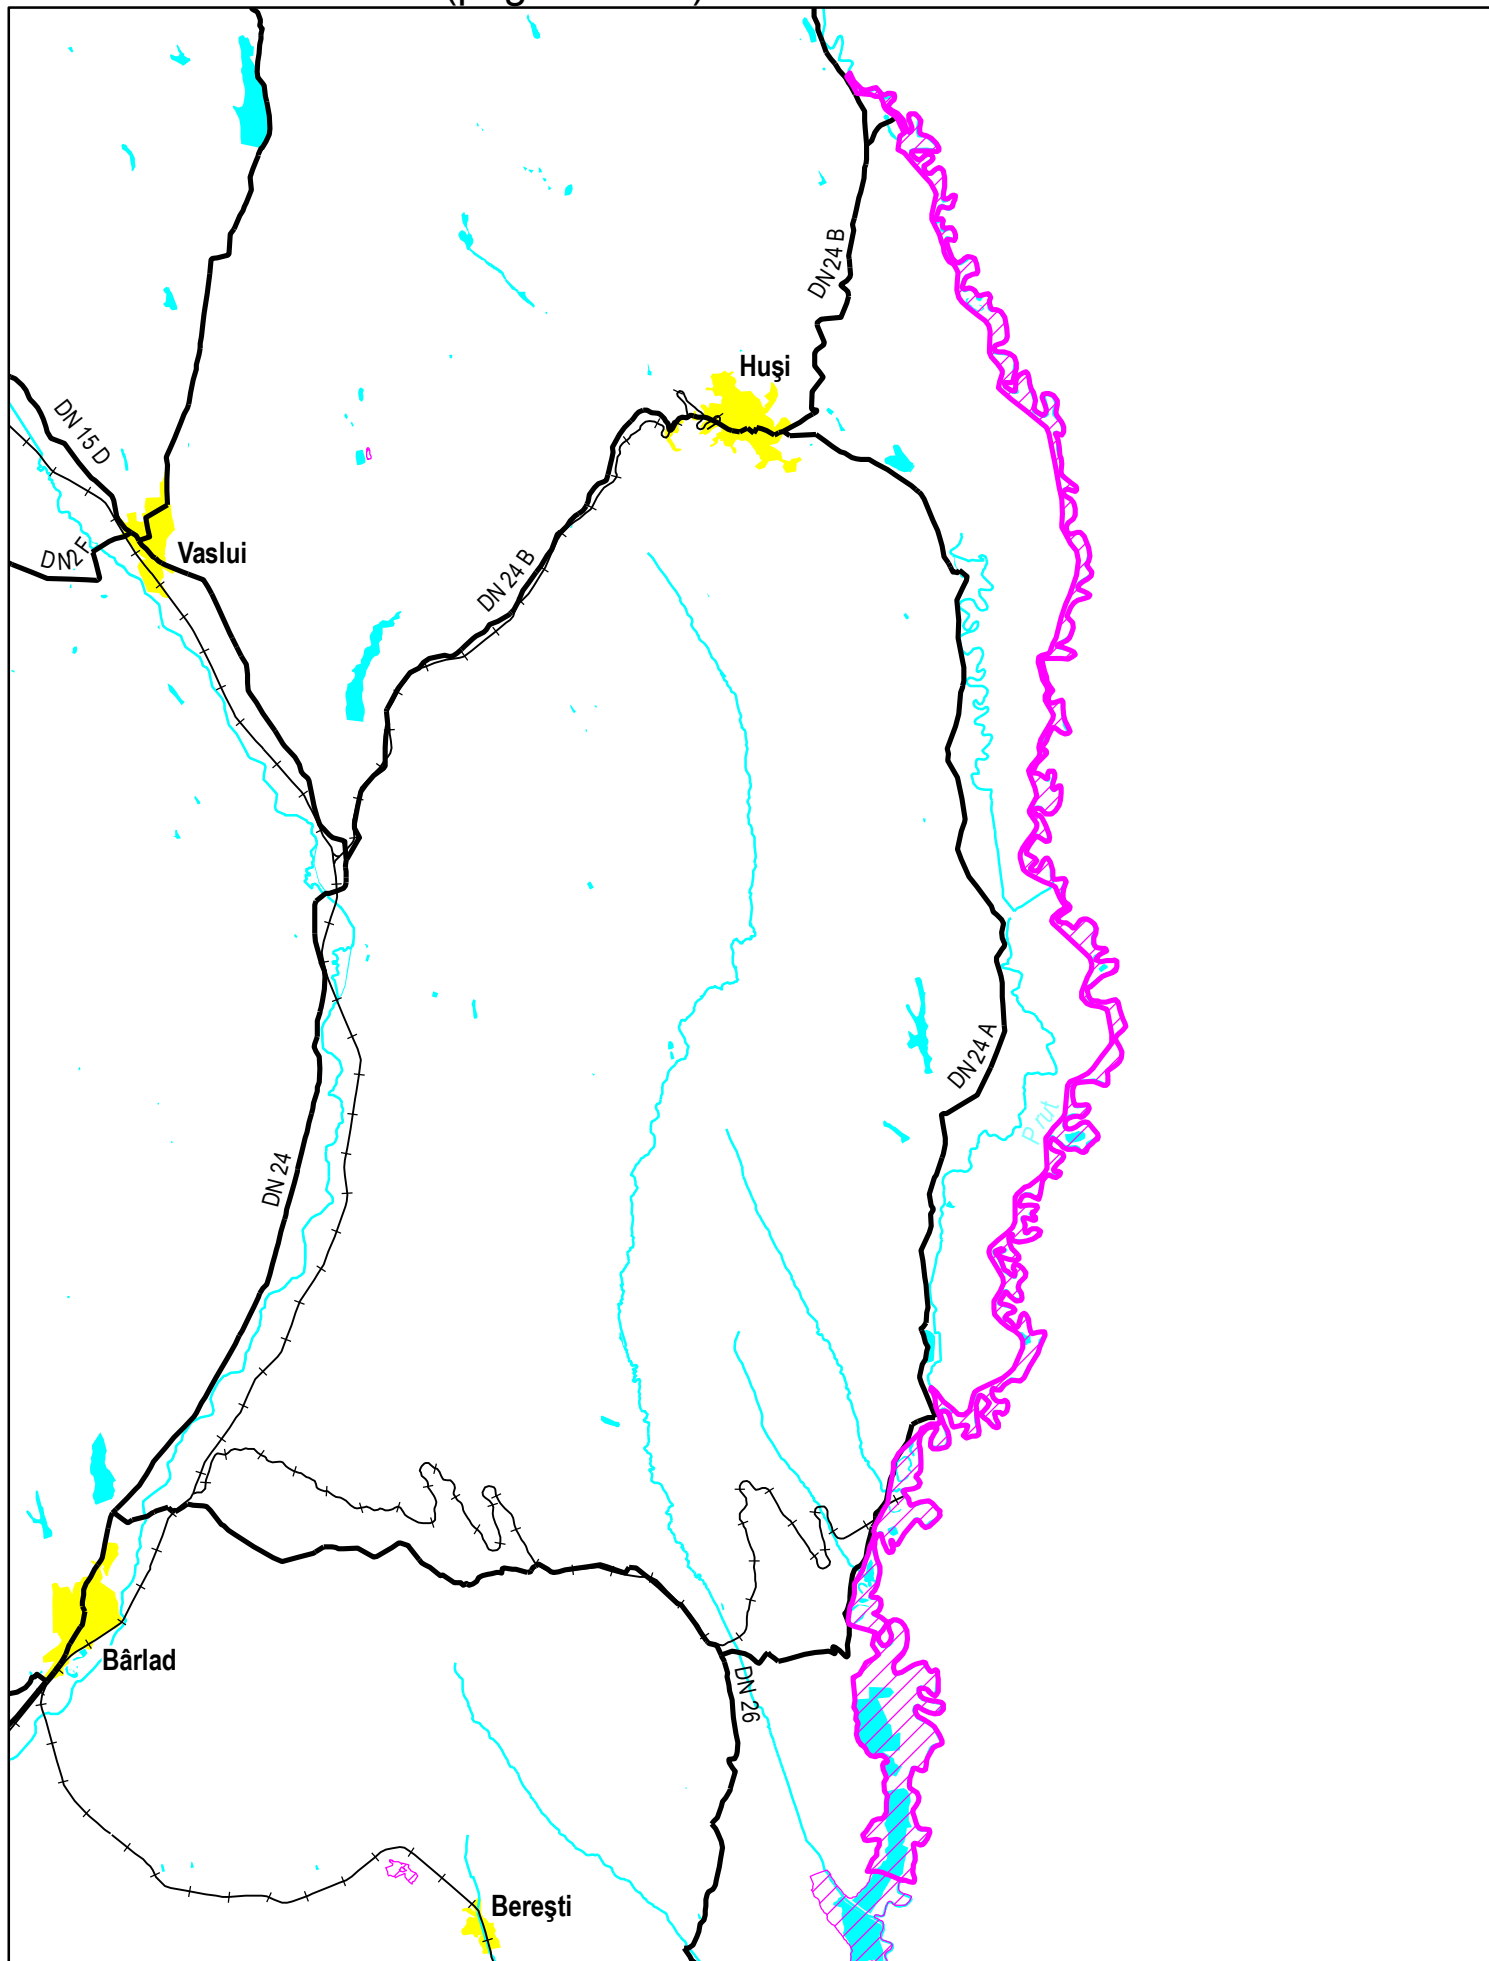 DN 24 B
Huşi
DN 15 D
DN2 F
Vaslui
DN 24 B
DN 24 A
Prut
DN 24
Bârlad
DN 26
Bereşti